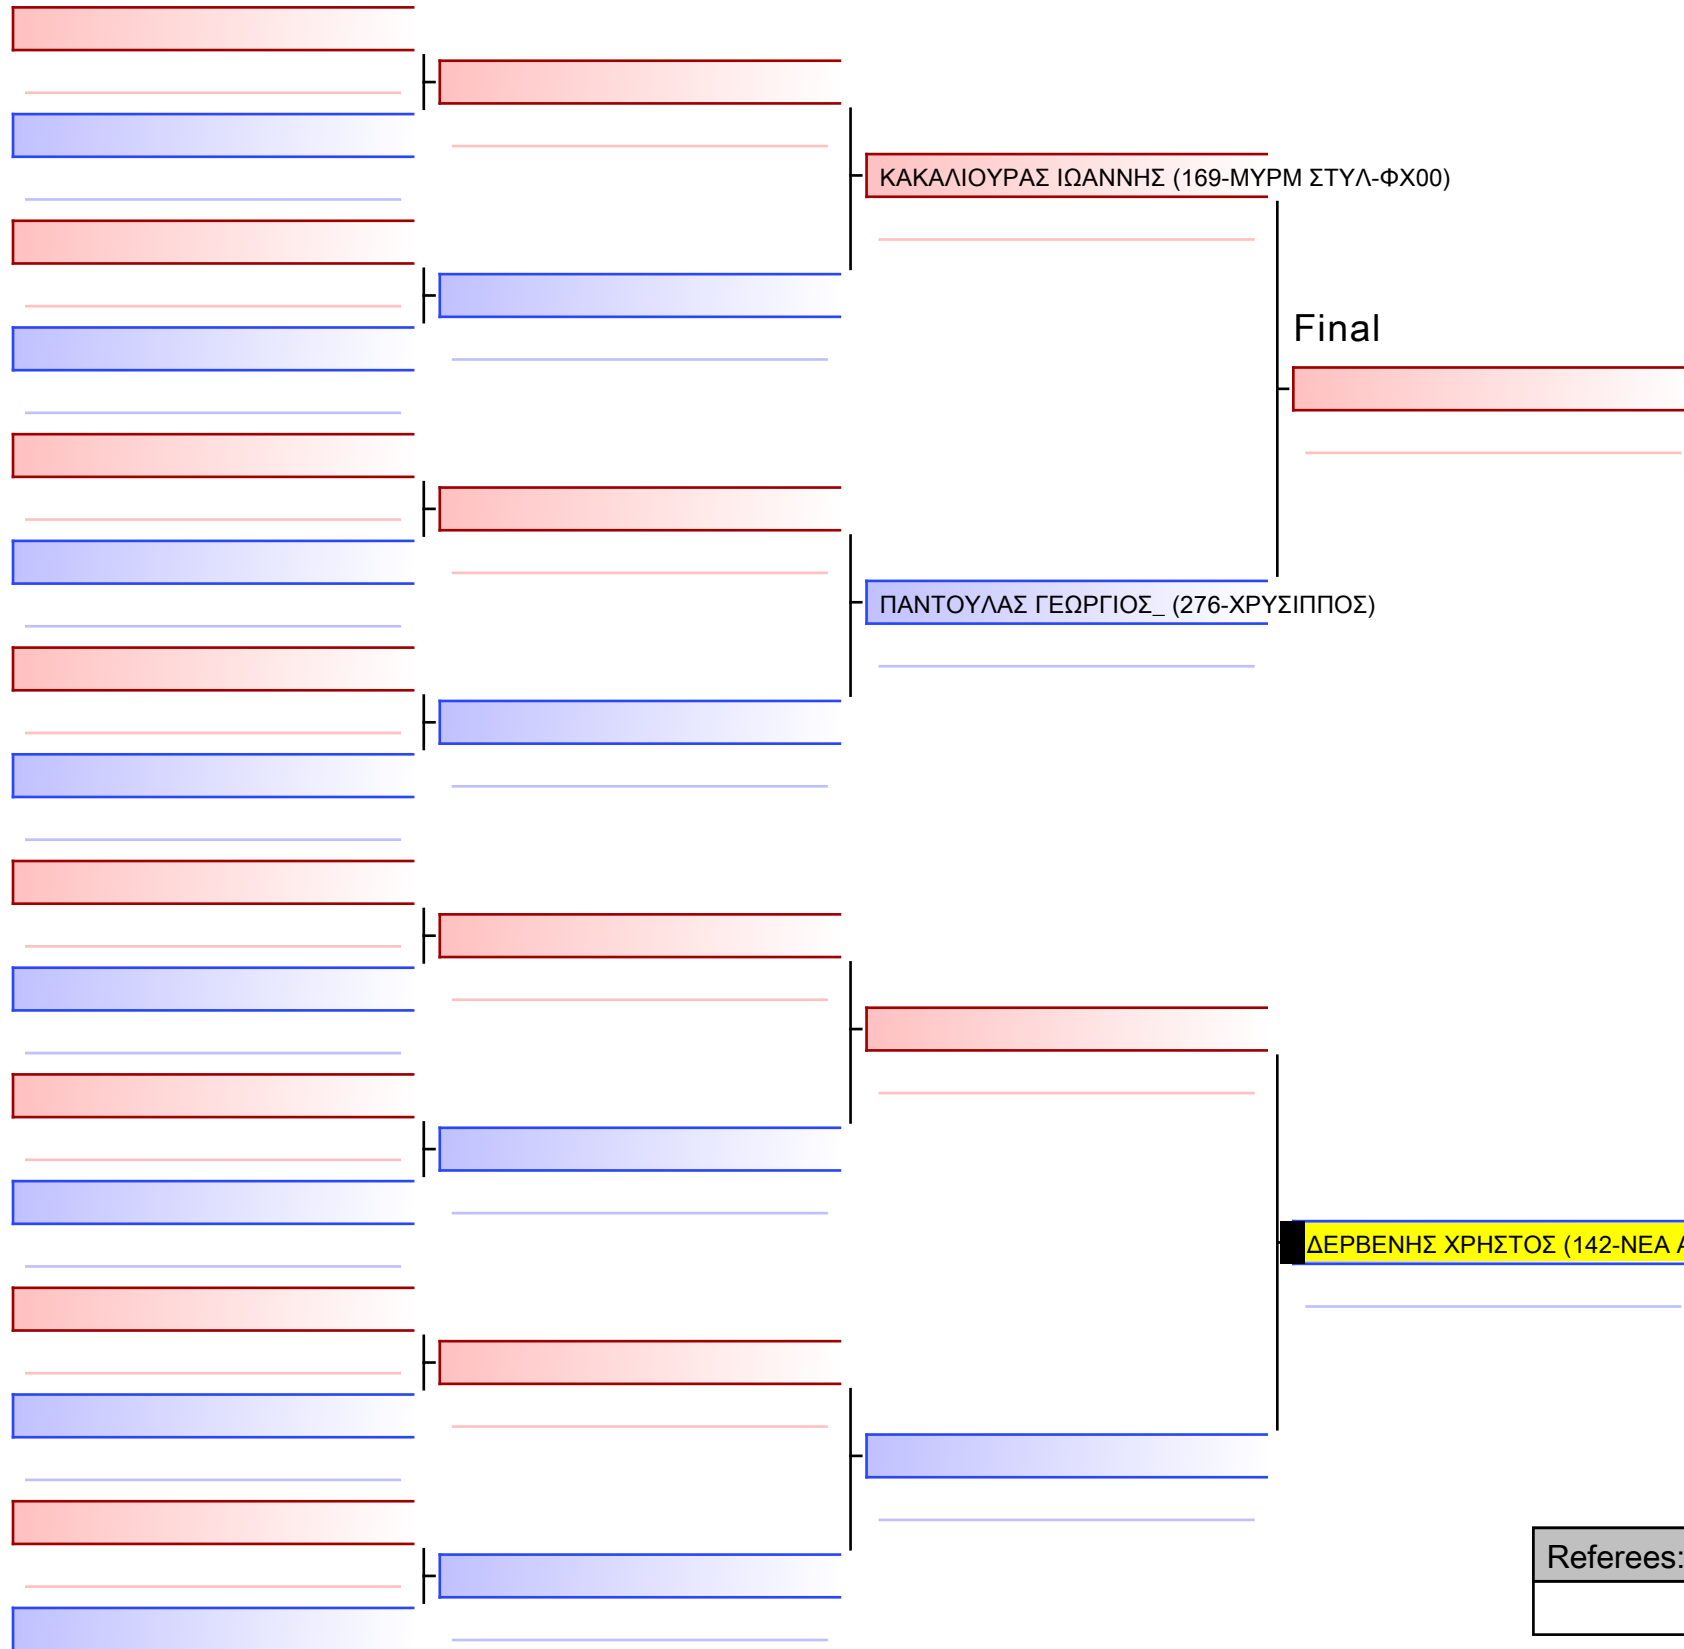 ΚΑΚΑΛΙΟΥΡΑΣ ΙΩΑΝΝΗΣ (169-ΜΥΡΜ ΣΤΥΛ-ΦΧ00)
Final
ΠΑΝΤΟΥΛΑΣ ΓΕΩΡΓΙΟΣ_ (276-ΧΡΥΣΙΠΠΟΣ)
ΔΕΡΒΕΝΗΣ ΧΡΗΣΤΟΣ (142-ΝΕΑ
Referees: